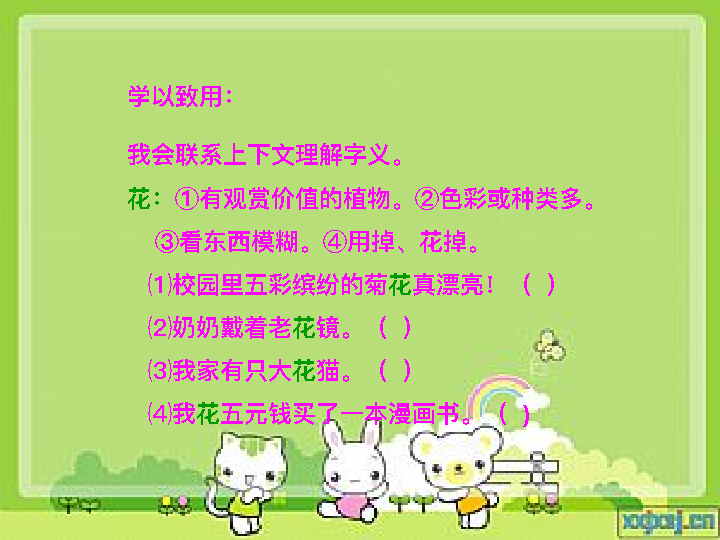 学以致用：
我会联系上下文理解字义。
花：①有观赏价值的植物。②色彩或种类多。
③看东西模糊。④用掉、花掉。
⑴校园里五彩缤纷的菊花真漂亮！（ ）
⑵奶奶戴着老花镜。（ ）
⑶我家有只大花猫。（ ）
⑷我花五元钱买了一本漫画书。（ ）